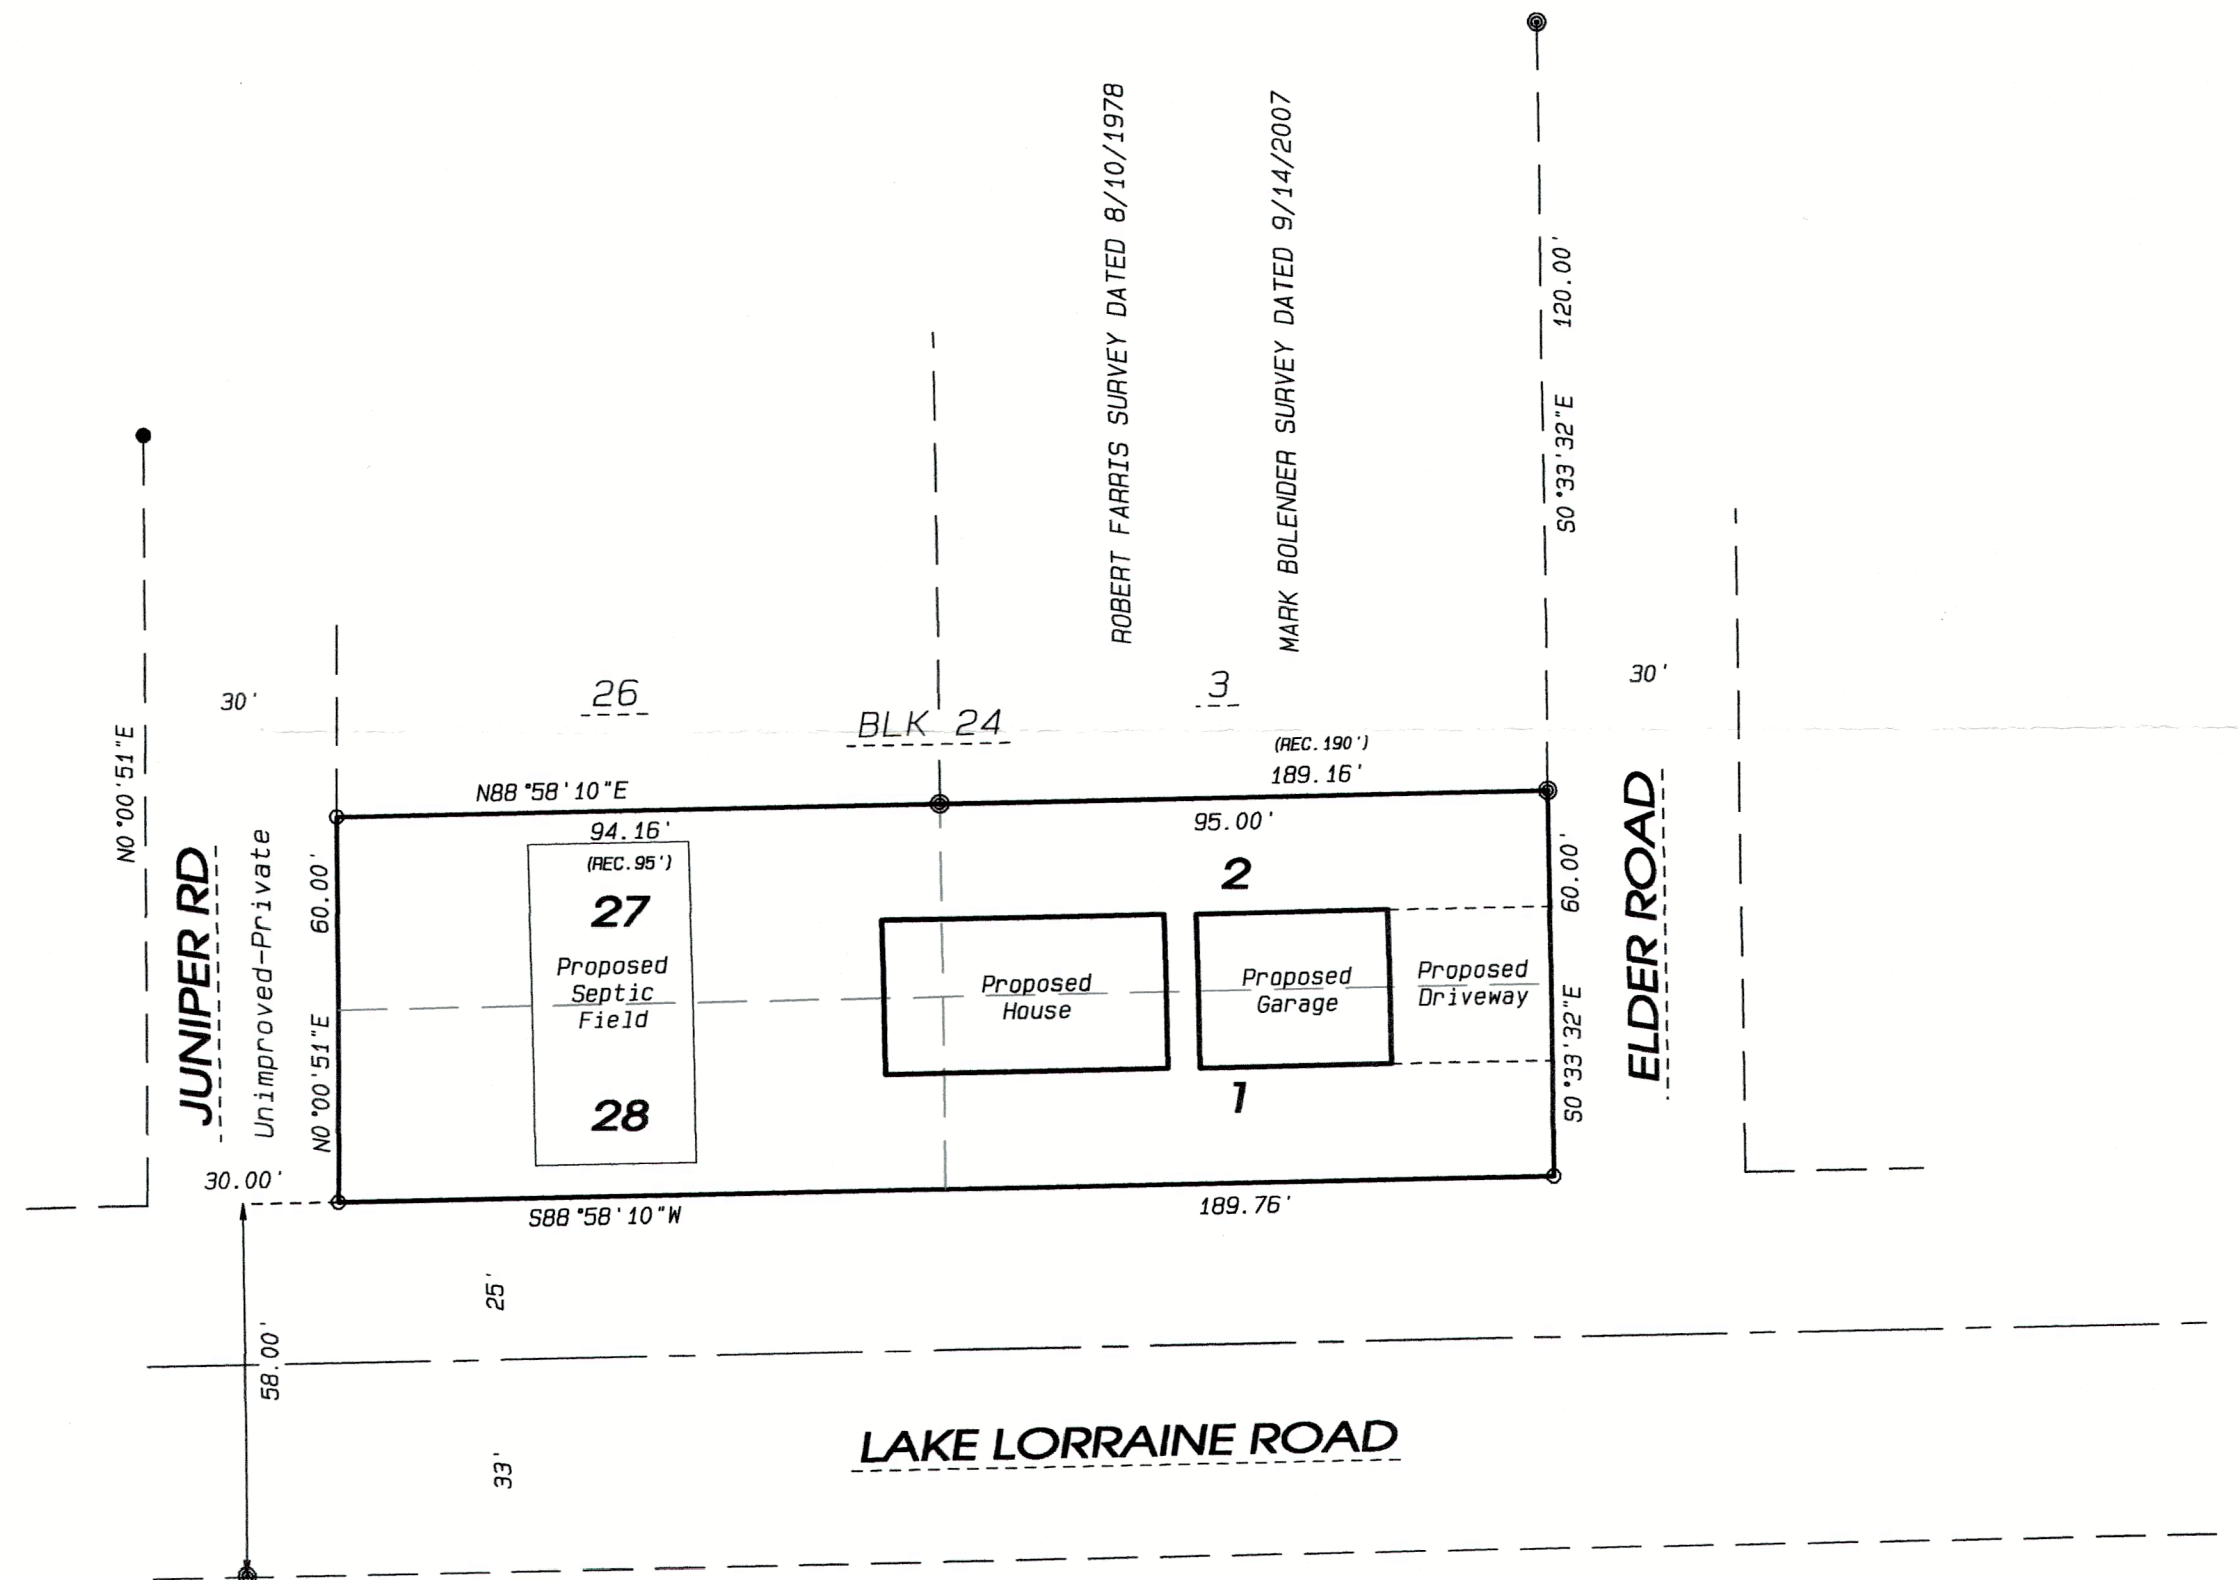 ROBERT FARRIS SURVEY DATED 8/10/1978
MARK BOLENDER SURVEY DATED 9/14/2007
120.00'
S0°33'32"E
30'
N0°00'51"E
30'
26
3
BLK 24
(REC.190')
189.16'
N88°58'10"E
94.16'
(REC.95')
95.00'
27
2
60.00'
60.00'
JUNIPER RD
Unimproved-Private
ELDER ROAD
Proposed
Septic
Field
Proposed
House
Proposed
Garage
Proposed
Driveway
N0°00'51"E
S0°33'32"E
28
1
30.00'
S88°58'10"W
189.76'
25'
58.00'
33'
LAKE LORRAINE ROAD